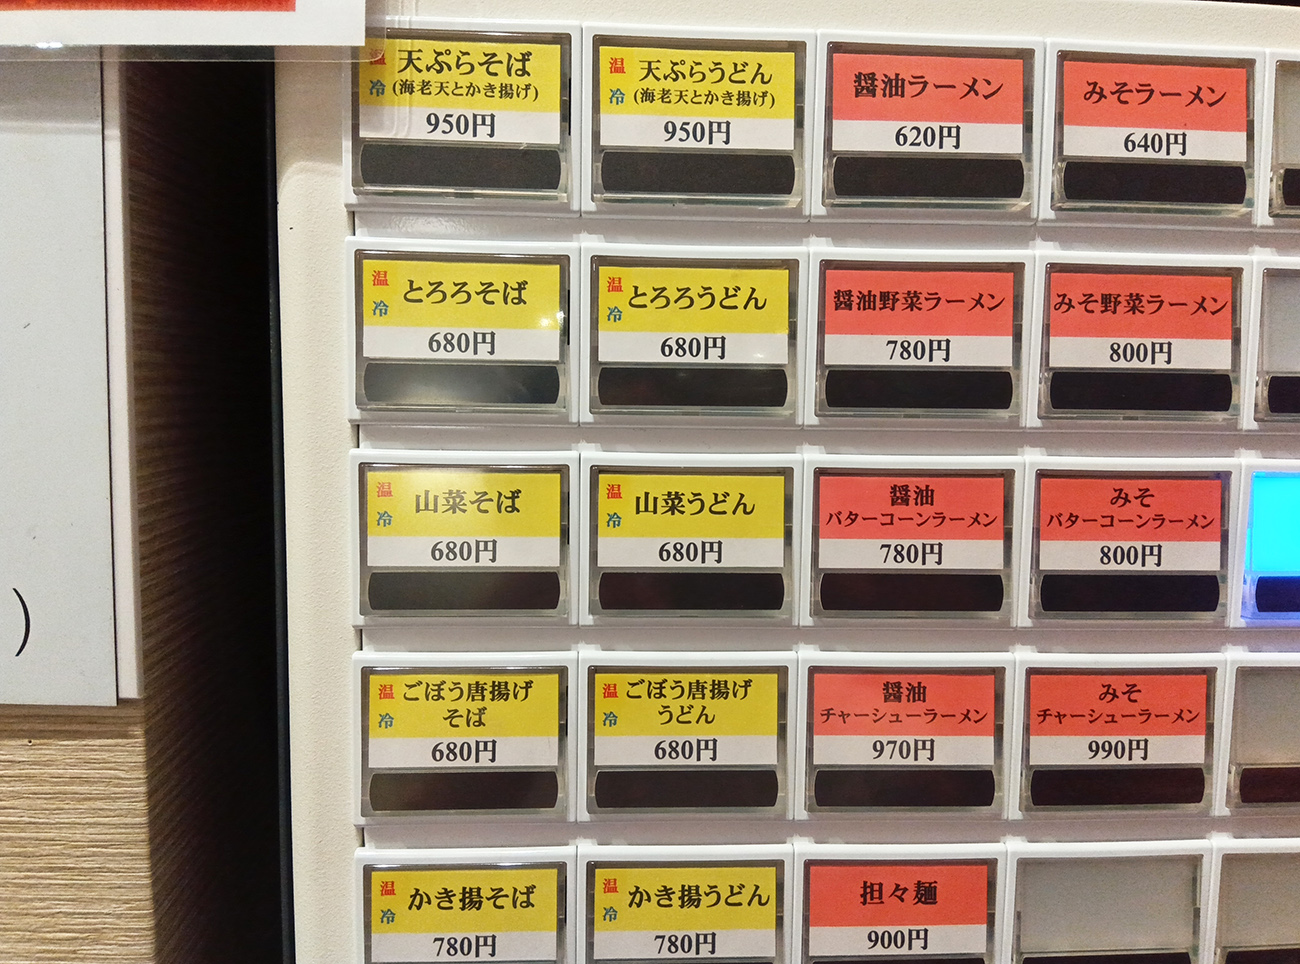 温 天ぷらそば
冷 (海老天とかき揚げ)
950円
温 天ぷらうどん
冷 (海老天とかき揚げ)
950円
醤油ラーメン
620円
みそラーメン
640円
温
冷 とろろそば
680円
温
冷 とろろうどん
680円
醤油野菜ラーメン
780円
みそ野菜ラーメン
800円
温
冷 山菜そば
680円
温
冷 山菜うどん
680円
醤油
バターコーンラーメン
780円
みそ
バターコーンラーメン
800円
温 ごぼう唐揚げ
冷 そば
680円
温 ごぼう唐揚げ
冷 うどん
680円
醤油
チャーシューラーメン
970円
みそ
チャーシューラーメン
990円
温
冷 かき揚そば
780円
温
冷 かき揚うどん
780円
担々麺
900円
)